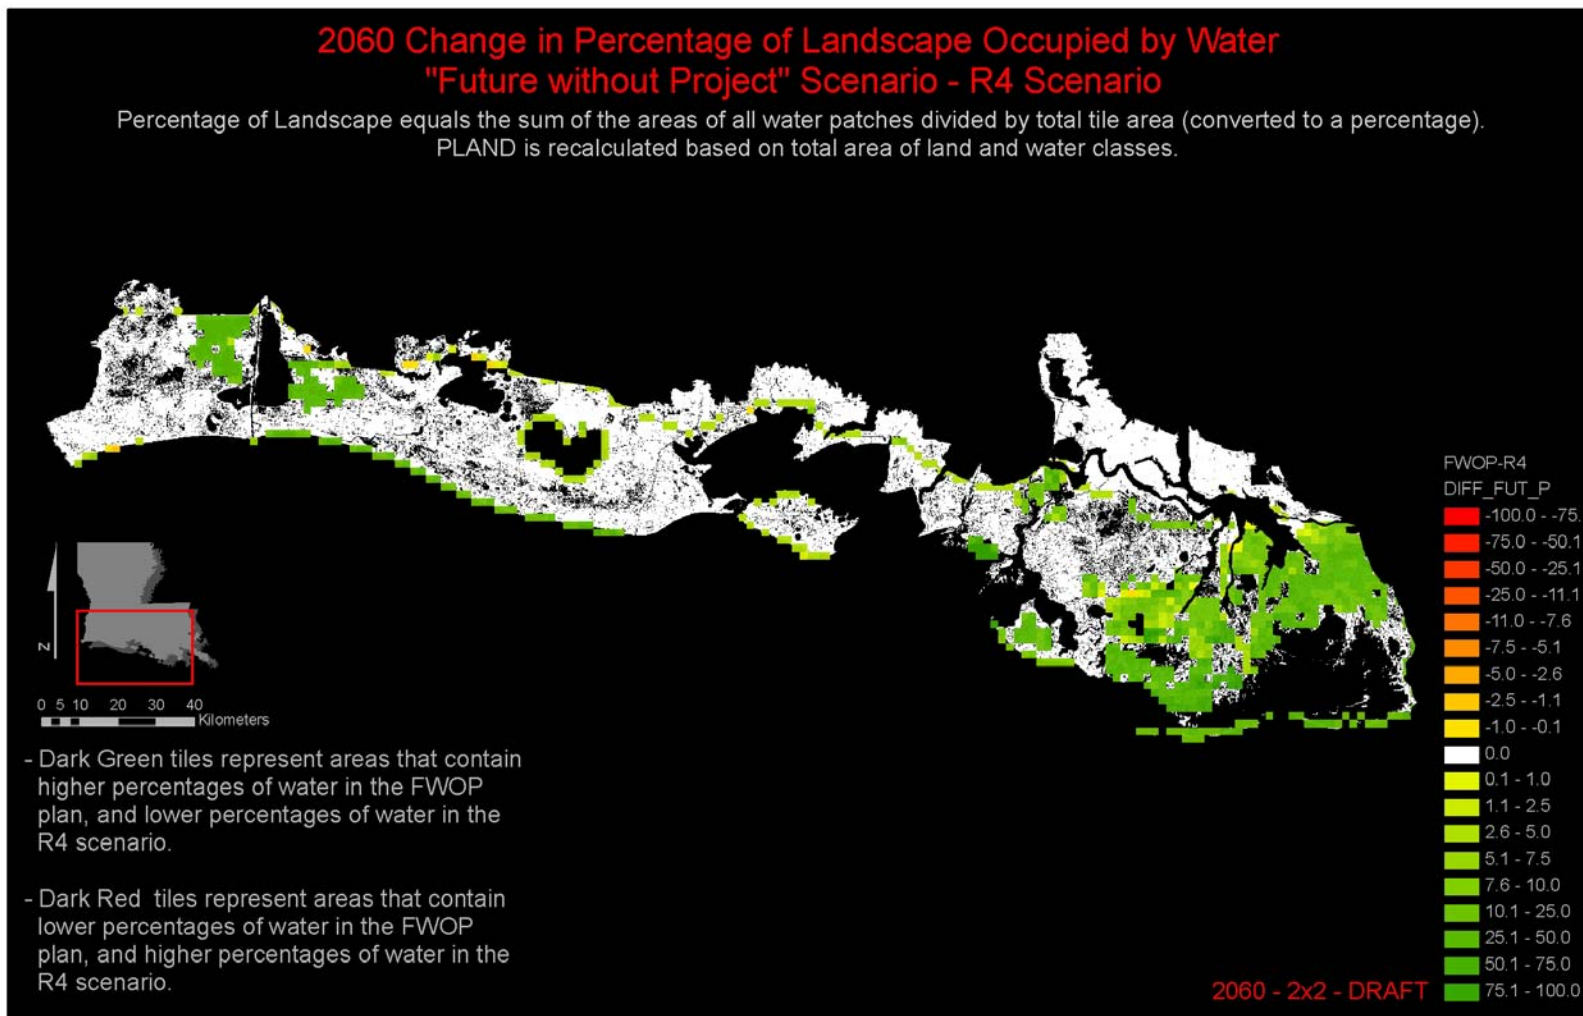 2060 Change in Percentage of Landscape Occupied by Water
"Future without Project" Scenario - R4 Scenario
Percentage of Landscape equals the sum of the areas of all water patches divided by total tile area (converted to a percentage).
PLAND is recalculated based on total area of land and water classes.
FWOP-R4
DIFF_FUT_P
-100.0 - -75.
-75.0 - -50.1
-50.0 - -25.1
-25.0 - -11.1
-11.0 - -7.6
-7.5 - -5.1
-5.0 - -2.6
-2.5 - -1.1
-1.0 - -0.1
0.0
0.1 - 1.0
1.1 - 2.5
2.6 - 5.0
5.1 - 7.5
7.6 - 10.0
10.1 - 25.0
25.1 - 50.0
50.1 - 75.0
75.1 - 100.0
N
0 5 10 20 30 40
Kilometers
- Dark Green tiles represent areas that contain
higher percentages of water in the FWOP
plan, and lower percentages of water in the
R4 scenario.
- Dark Red tiles represent areas that contain
lower percentages of water in the FWOP
plan, and higher percentages of water in the
R4 scenario.
2060 - 2x2 - DRAFT